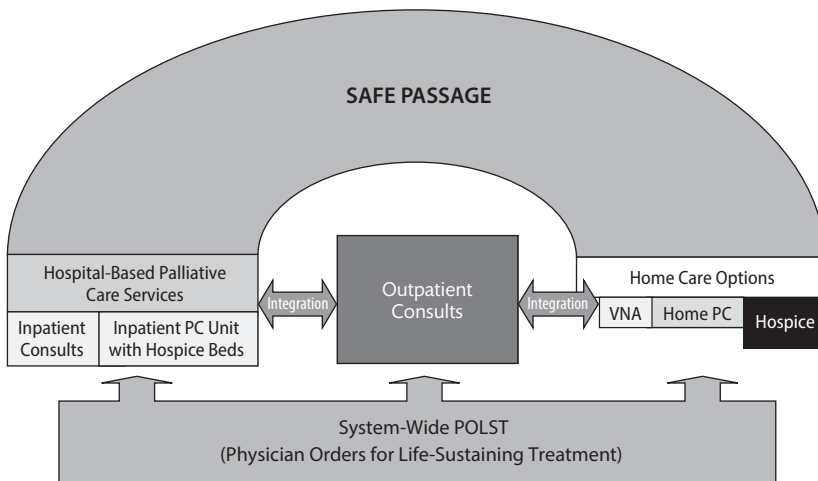 SAFE PASSAGE
Hospital-Based Palliative
Care Services
Inpatient
Consults
Inpatient PC Unit
with Hospice Beds
Integration
Outpatient
Consults
Integration
Home Care Options
VNA
Home PC
Hospice
System-Wide POLST
(Physician Orders for Life-Sustaining Treatment)